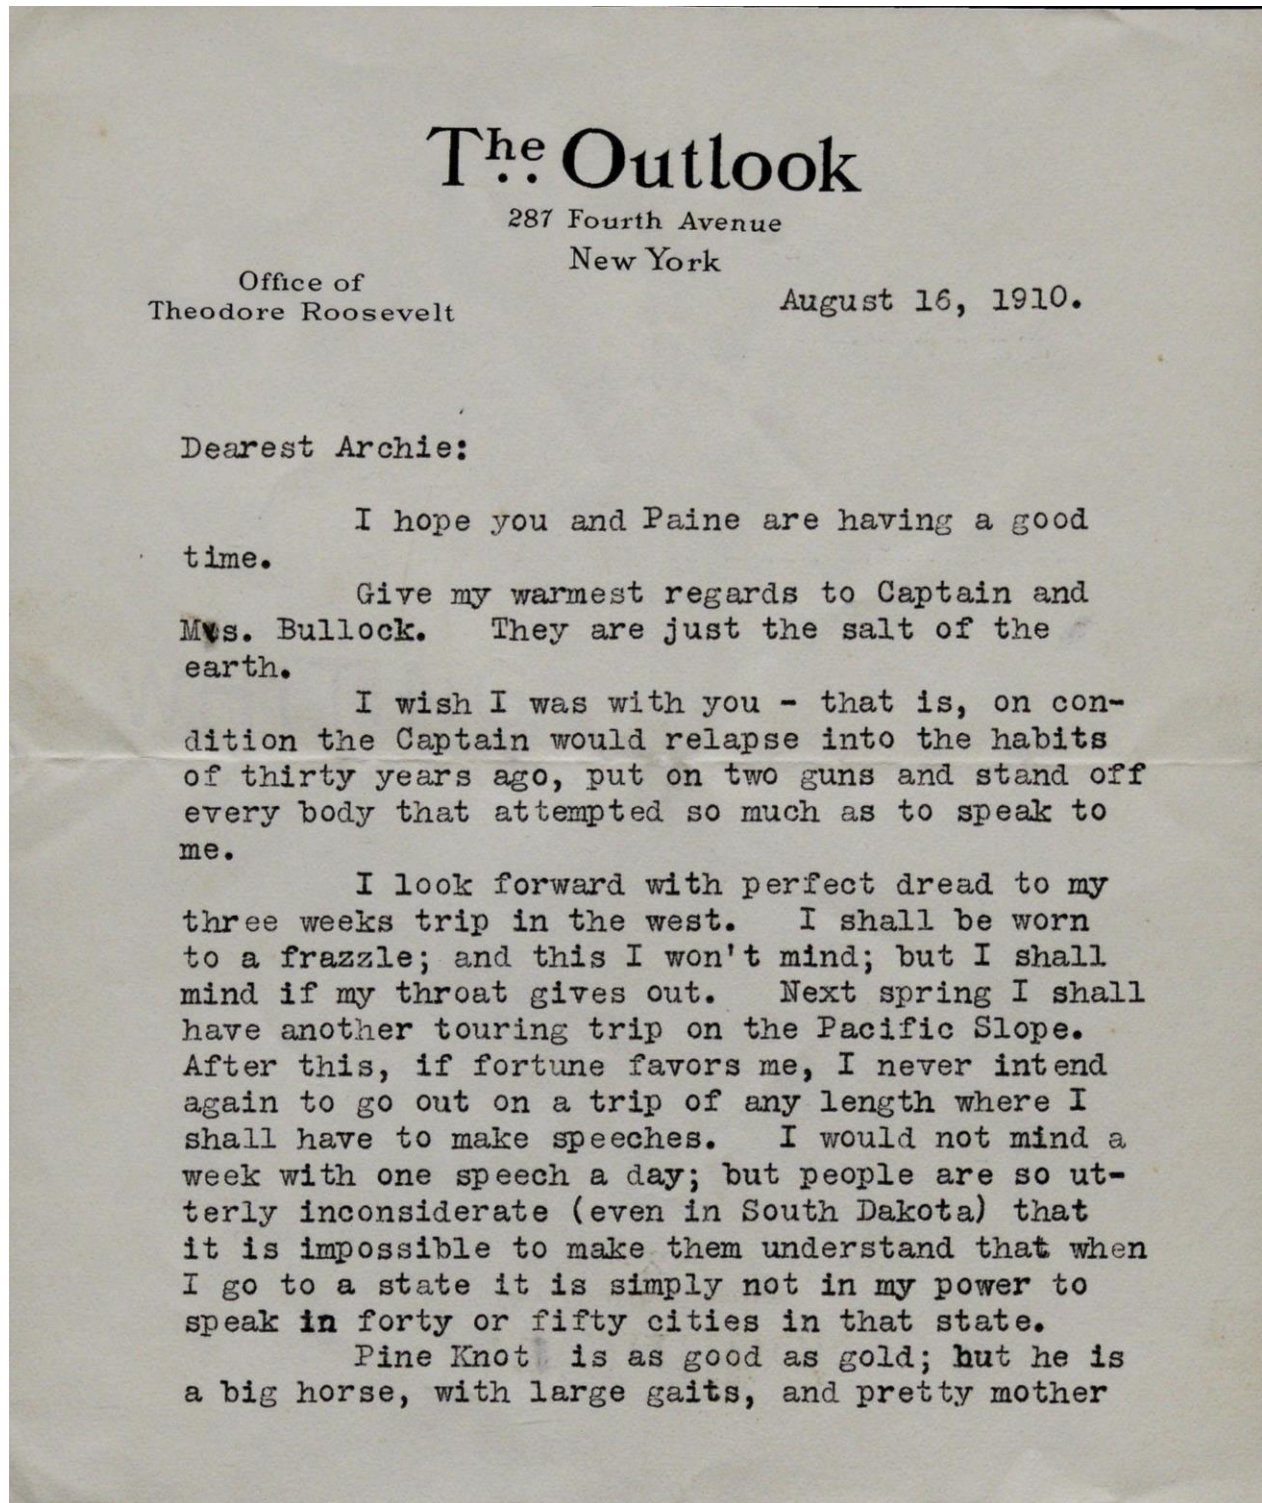 The Outlook
287 Fourth Avenue
New York
Office of
Theodore Roosevelt
August 16, 1910.
Dearest Archie:
I hope you and Paine are having a good
time.
Give my warmest regards to Captain and
Mrs. Bullock. They are just the salt of the
earth.
I wish I was with you - that is, on con-
dition the Captain would relapse into the habits
of thirty years ago, put on two guns and stand off
every body that attempted so much as to speak to
me.
I look forward with perfect dread to my
three weeks trip in the west. I shall be worn
to a frazzle; and this I won't mind; but I shall
mind if my throat gives out. Next spring I shall
have another touring trip on the Pacific Slope.
After this, if fortune favors me, I never intend
again to go out on a trip of any length where I
shall have to make speeches. I would not mind a
week with one speech a day; but people are so ut-
terly inconsiderate (even in South Dakota) that
it is impossible to make them understand that when
I go to a state it is simply not in my power to
speak in forty or fifty cities in that state.
Pine Knot is as good as gold; but he is
a big horse, with large gaits, and pretty mother